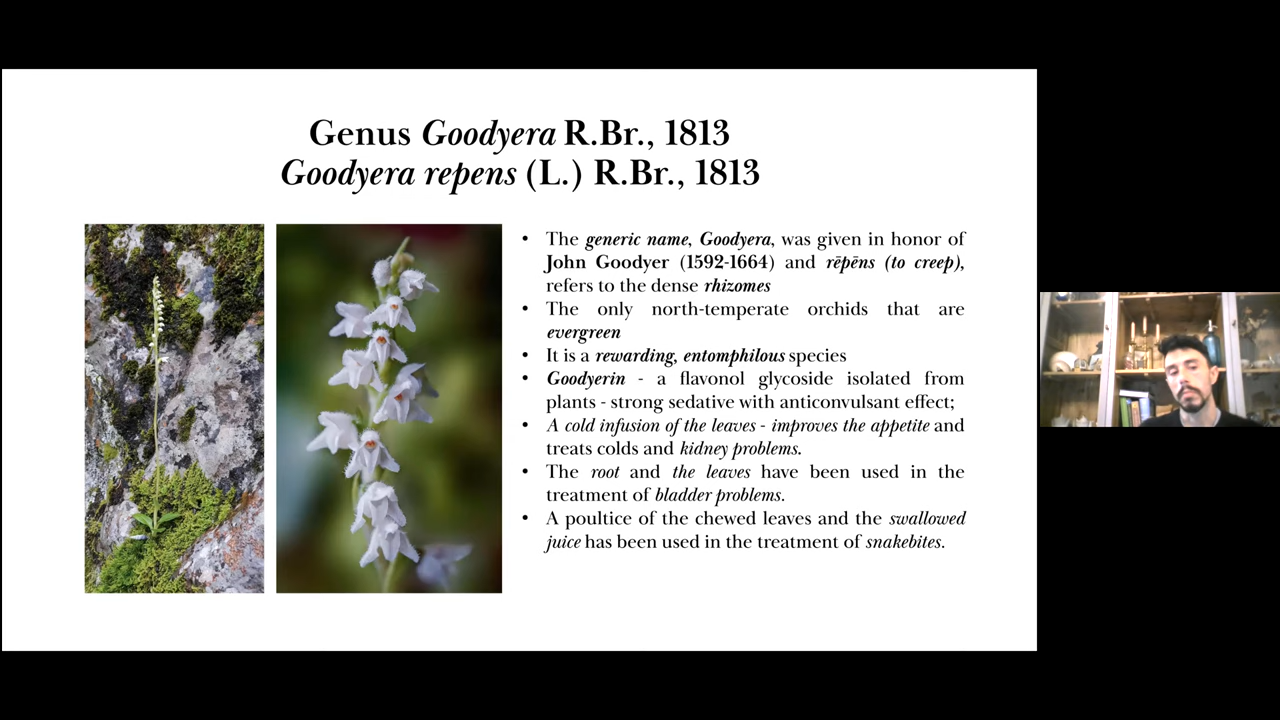 Genus Goodyera R.Br., 1813
Goodyera repens (L.) R.Br., 1813
• The generic name, Goodyera, was given in honor of
John Goodyer (1592-1664) and rēpēns (to creep),
refers to the dense rhizomes
• The only north-temperate orchids that are
evergreen
• It is a rewarding, entomphilous species
• Goodyerin - a flavonol glycoside isolated from
plants - strong sedative with anticonvulsant effect;
• A cold infusion of the leaves - improves the appetite and
treats colds and kidney problems.
• The root and the leaves have been used in the
treatment of bladder problems.
• A poultice of the chewed leaves and the swallowed
juice has been used in the treatment of snakebites.